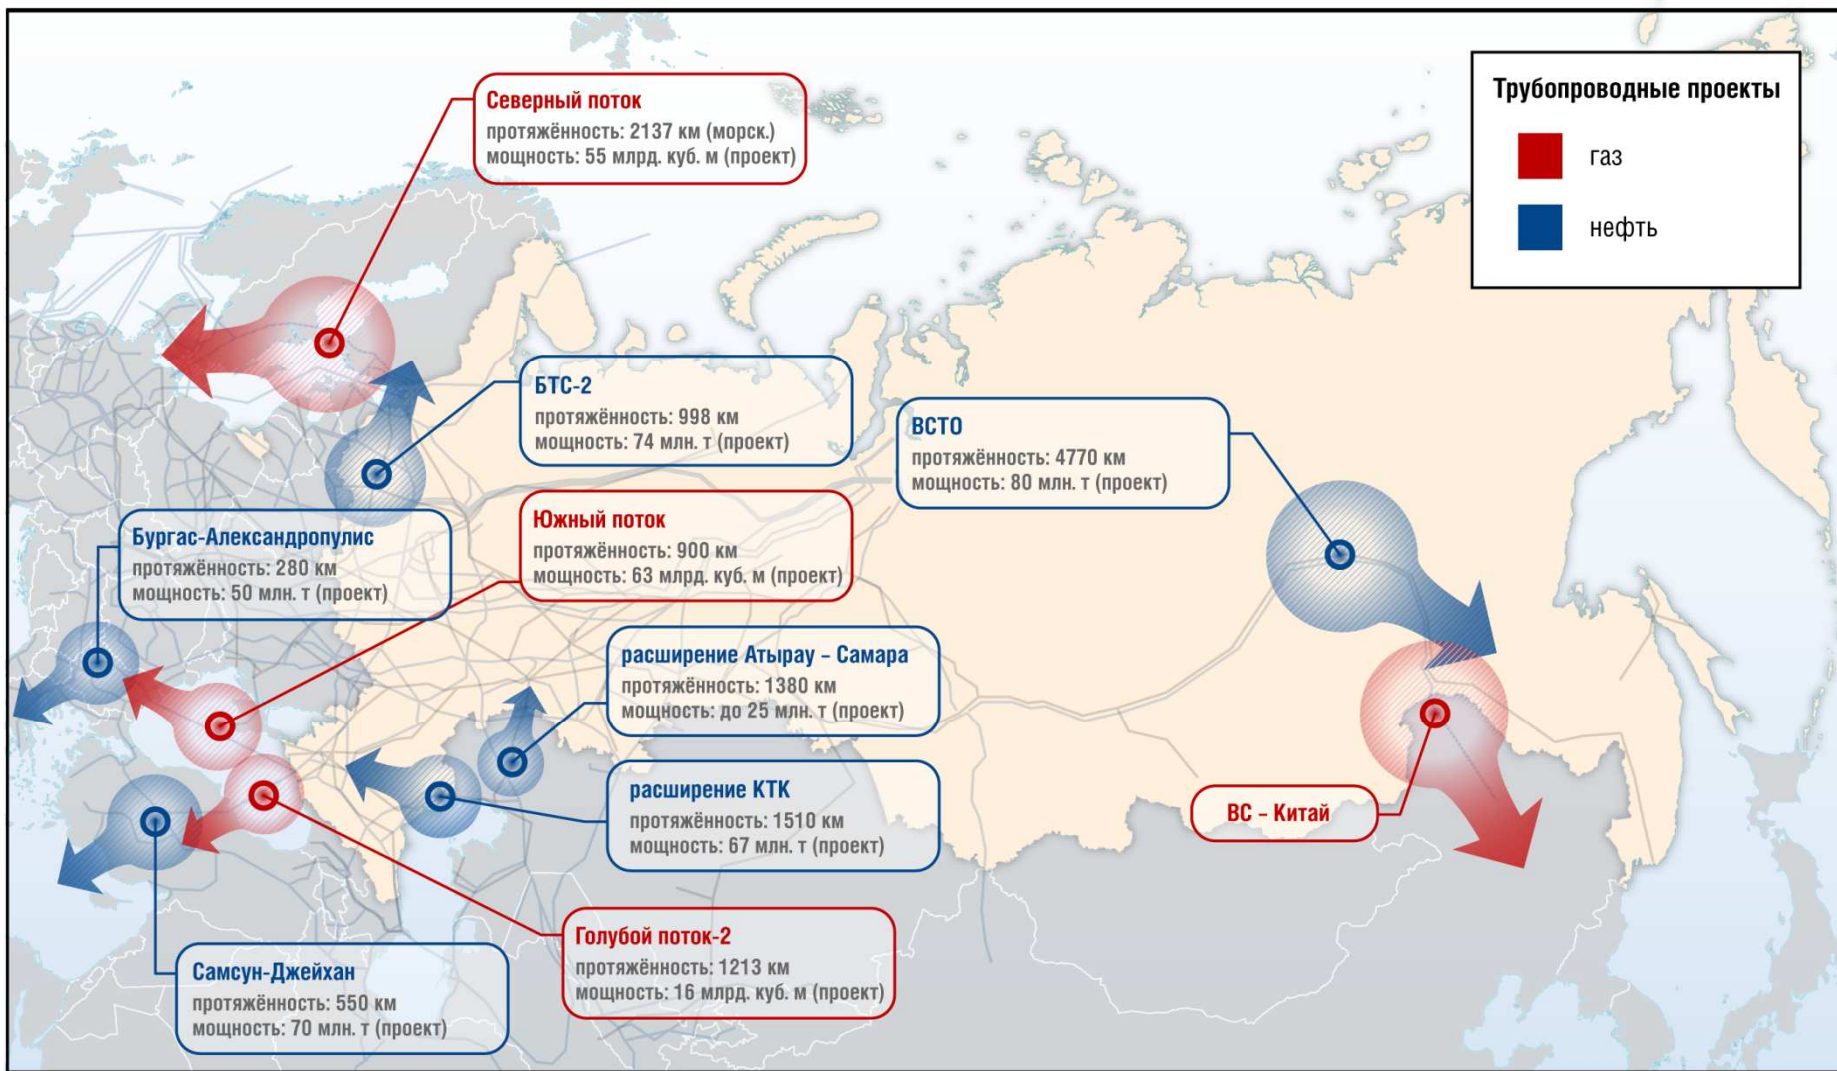 Трубопроводные проекты
газ
нефть
Северный поток
протяжённость: 2137 км (морск.)
мощность: 55 млрд. куб. м (проект)
БТС-2
протяжённость: 998 км
мощность: 74 млн. т (проект)
ВСТО
протяжённость: 4770 км
мощность: 80 млн. т (проект)
Южный поток
протяжённость: 900 км
мощность: 63 млрд. куб. м (проект)
Бургас-Александропулис
протяжённость: 280 км
мощность: 50 млн. т (проект)
расширение Атырау – Самара
протяжённость: 1380 км
мощность: до 25 млн. т (проект)
расширение КТК
протяжённость: 1510 км
мощность: 67 млн. т (проект)
ВС – Китай
Голубой поток-2
протяжённость: 1213 км
мощность: 16 млрд. куб. м (проект)
Самсун-Джейхан
протяжённость: 550 км
мощность: 70 млн. т (проект)